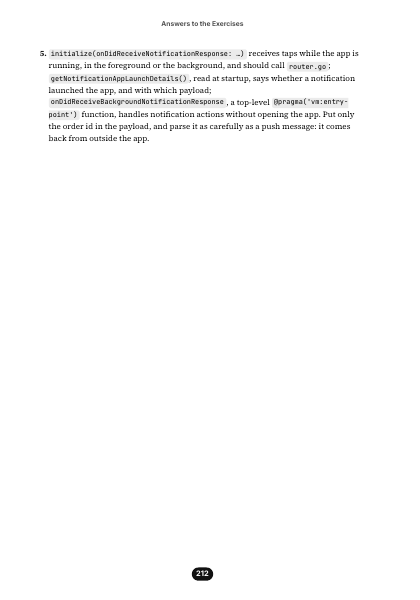 Answers to the Exercises
5. initialize(onDidReceiveNotificationResponse: …) receives taps while the app is
running, in the foreground or the background, and should call router.go;
getNotificationAppLaunchDetails(), read at startup, says whether a notification
launched the app, and with which payload;
onDidReceiveBackgroundNotificationResponse, a top-level @pragma('vm:entry-
point') function, handles notification actions without opening the app. Put only
the order id in the payload, and parse it as carefully as a push message: it comes
back from outside the app.
212